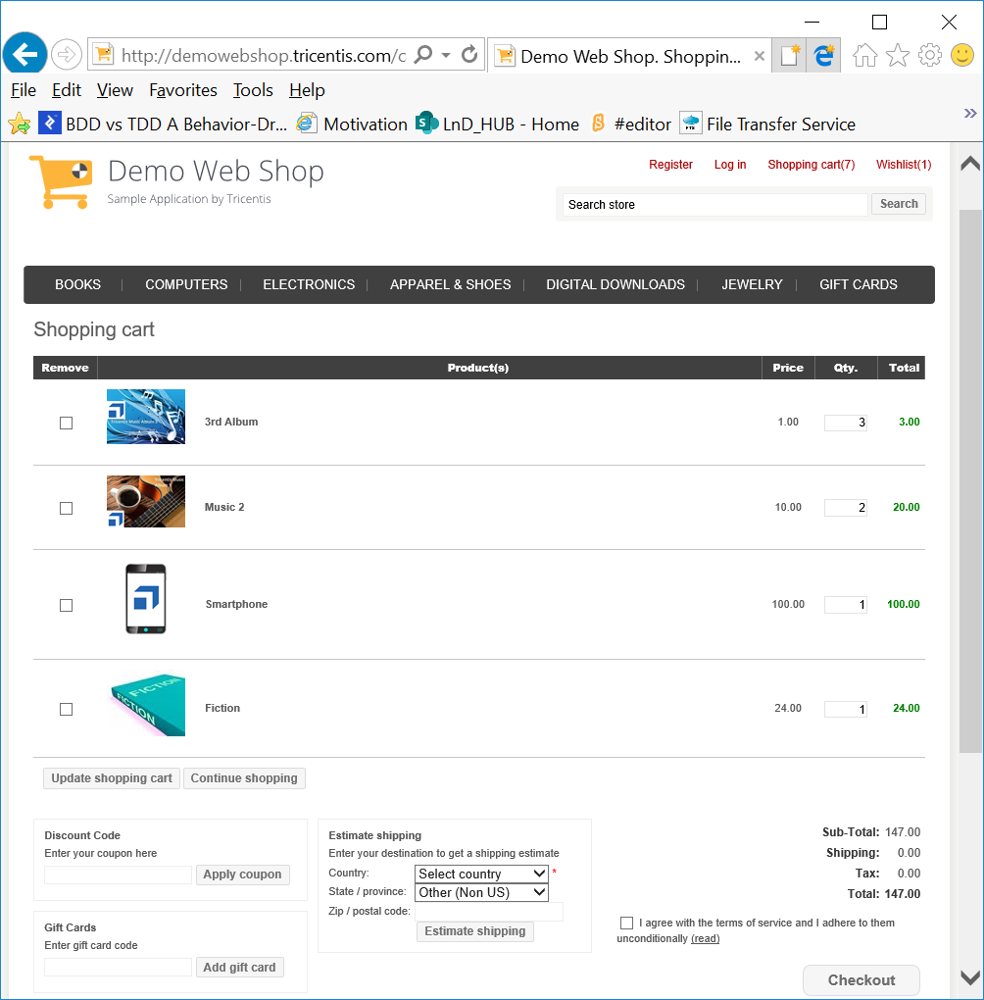 http://demowebshop.tricentis.com/c
Demo Web Shop. Shoppin...
File Edit View Favorites Tools Help
BDD vs TDD A Behavior-Dr... Motivation LnD_HUB - Home #editor File Transfer Service
Demo Web Shop
Sample Application by Tricentis
Register Log in Shopping cart(7) Wishlist(1)
Search store Search
BOOKS COMPUTERS ELECTRONICS APPAREL & SHOES DIGITAL DOWNLOADS JEWELRY GIFT CARDS
Shopping cart
Remove Product(s) Price Qty. Total
3rd Album 1.00 3 3.00
Music 2 10.00 2 20.00
Smartphone 100.00 1 100.00
FICTION
FICTION
Fiction 24.00 1 24.00
Update shopping cart Continue shopping
Discount Code
Enter your coupon here
Apply coupon
Gift Cards
Enter gift card code
Add gift card
Estimate shipping
Enter your destination to get a shipping estimate
Country: Select country *
State / province: Other (Non US)
Zip / postal code:
Estimate shipping
Sub-Total: 147.00
Shipping: 0.00
Tax: 0.00
Total: 147.00
I agree with the terms of service and I adhere to them
unconditionally (read)
Checkout